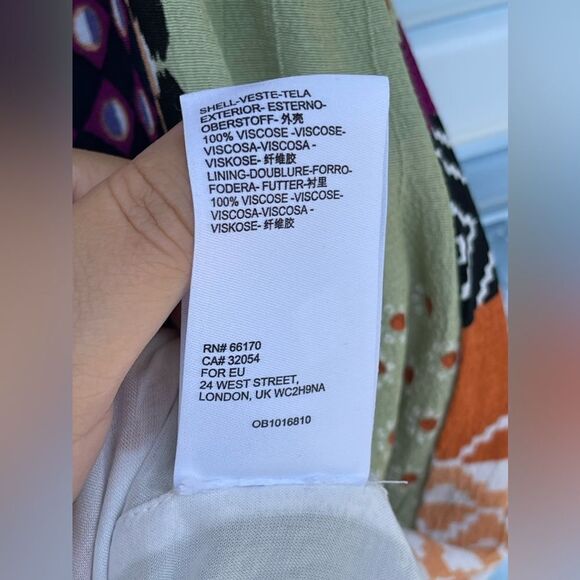 SHELL-VESTE-TELA
EXTERIOR- ESTERNO-
OBERSTOFF- 外壳
100% VISCOSE -VISCOSE-
VISCOSA-VISCOSA -
VISKOSE- 纤维胶
LINING-DOUBLURE-FORRO-
FODERA- FUTTER-衬里
100% VISCOSE -VISCOSE-
VISCOSA-VISCOSA -
VISKOSE- 纤维胶
RN# 66170
CA# 32054
FOR EU
24 WEST STREET,
LONDON, UK WC2H9NA
OB1016810